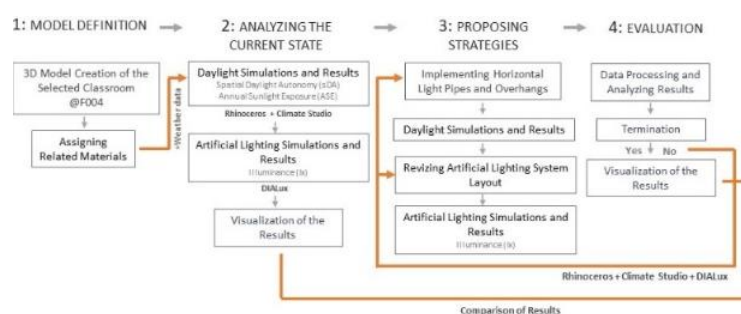 1: MODEL DEFINITION
3D Model Creation of the
Selected Classroom
@F004
Assigning
Related Materials
+Weather data
2: ANALYZING THE
CURRENT STATE
Daylight Simulations and Results
Spatial Daylight Autonomy (sDA)
Annual Sunlight Exposure (ASE)
Rhinoceros + Climate Studio
Artificial Lighting Simulations and
Results
Illuminance (lx)
DIALux
Visualization of the
Results
3: PROPOSING
STRATEGIES
Implementing Horizontal
Light Pipes and Overhangs
Daylight Simulations and Results
Revizing Artificial Lighting System
Layout
Artificial Lighting Simulations and
Results
Illuminance (lx)
4: EVALUATION
Data Processing and
Analyzing Results
Termination
Yes No
Visualization of the
Results
Rhinoceros + Climate Studio + DIALux
Comparison of Results